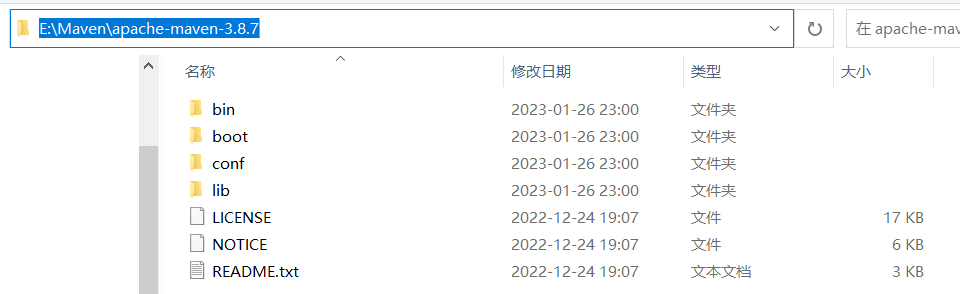 E:\Maven\apache-maven-3.8.7 在 apache-mav
名称 修改日期 类型 大小
bin 2023-01-26 23:00 文件夹
boot 2023-01-26 23:00 文件夹
conf 2023-01-26 23:00 文件夹
lib 2023-01-26 23:00 文件夹
LICENSE 2022-12-24 19:07 文件 17 KB
NOTICE 2022-12-24 19:07 文件 6 KB
README.txt 2022-12-24 19:07 文本文档 3 KB